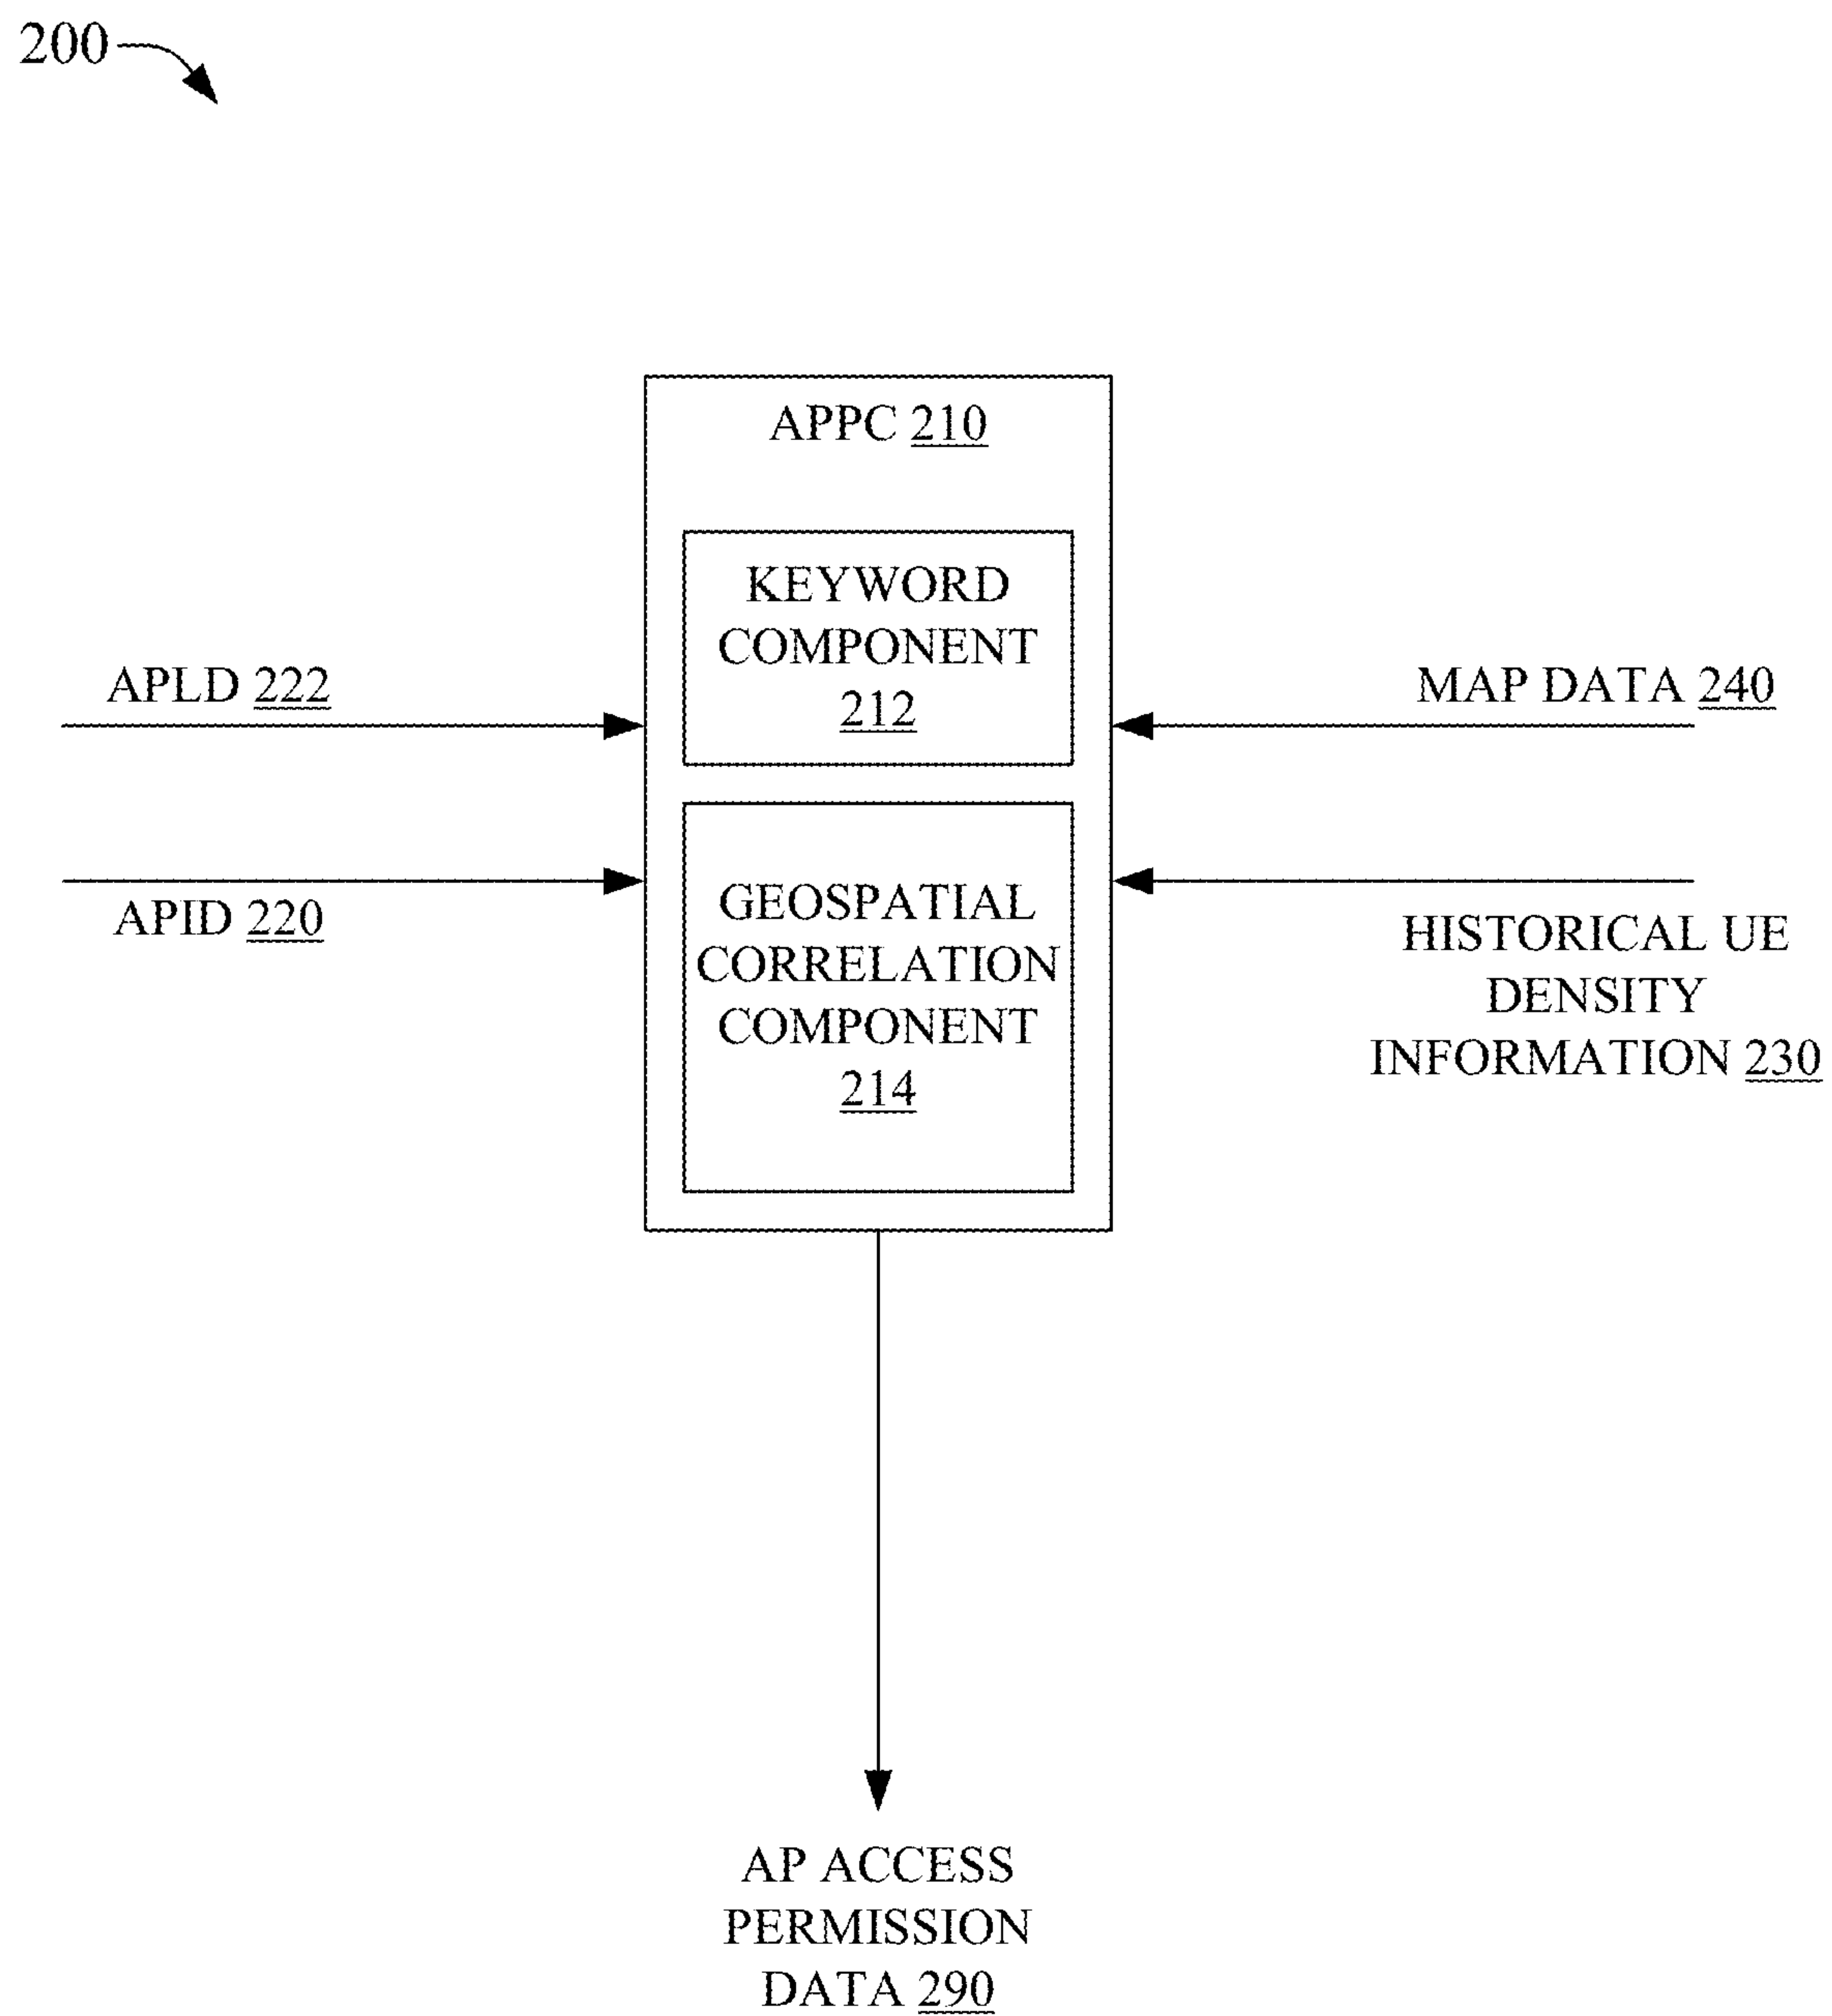 200
APPC 210
KEYWORD
COMPONENT
212
APLD 222
MAP DATA 240
APID 220
GEOSPATIAL
CORRELATION
COMPONENT
214
HISTORICAL UE
DENSITY
INFORMATION 230
AP ACCESS
PERMISSION
DATA 290